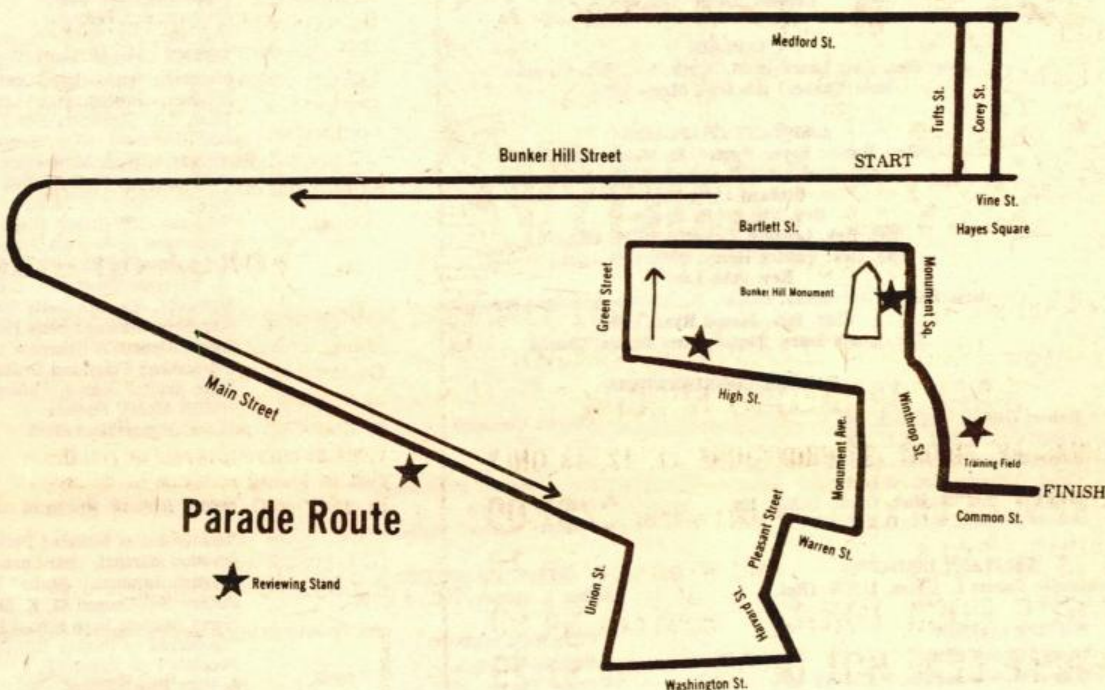 Medford St.
Tufts St.
Corey St.
Bunker Hill Street
START
Vine St.
Hayes Square
Bartlett St.
Green Street
Bunker Hill Monument
Monument Sq.
High St.
Main Street
Winthrop St.
Monument Ave.
Training Field
FINISH
Common St.
Parade Route
Pleasant Street
Warren St.
Reviewing Stand
Union St.
Harvard St.
Washington St.